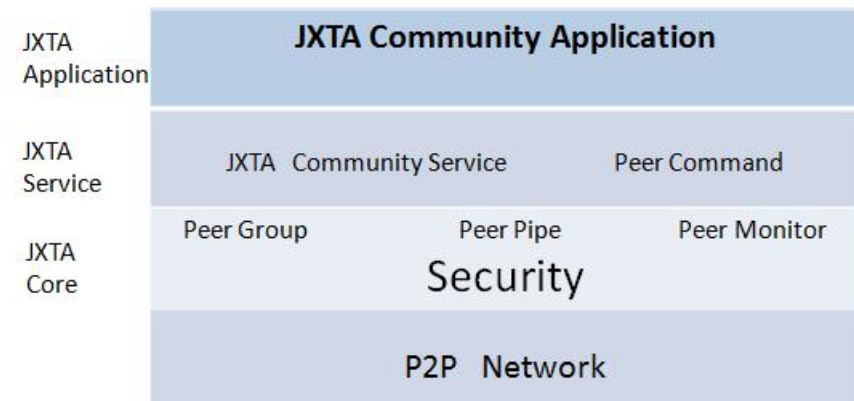 JXTA Application
JXTA Community Application
JXTA Service
JXTA Community Service
Peer Command
JXTA Core
Peer Group
Peer Pipe
Peer Monitor
Security
P2P Network